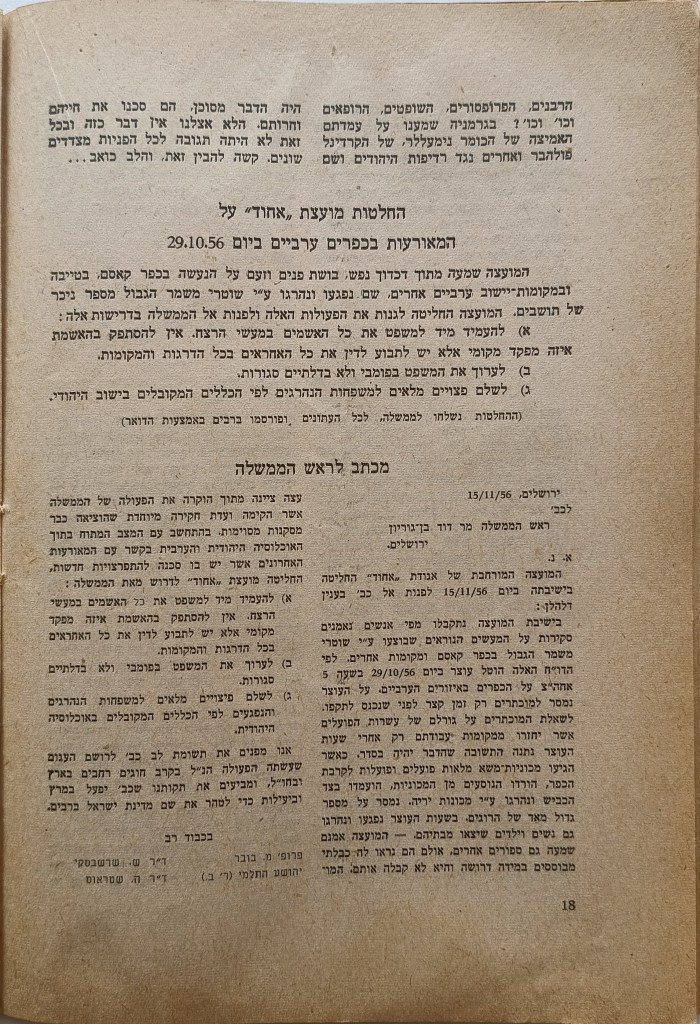 הרבנים, הפרופסורים, השופטים, הרופאים
וכו' וכו'? בגרמניה שמענו על עמדתם
האמיצה של הכומר נימעללר, של הקרדינל
פולהבר ואחרים נגד רדיפות היהודים ושם
היה הדבר מסוכן. הם סכנו את חייהם
וחרותם. הלא אצלנו אין דבר כזה ובכל
זאת לא היתה תגובה לכל הפניות מצדדים
שונים. קשה להבין זאת, והלב כואב...
החלטות מועצת „אחוד" על
המאורעות בכפרים ערביים ביום 29.10.56
המועצה שמעה מתוך דכדוך נפש, בושת פנים וזעם על הנעשה בכפר קאסם, בטייבה
ובמקומות-יישוב ערביים אחרים, שם נפגעו ונהרגו ע"י שוטרי משמר הגבול מספר ניכר
של תושבים. המועצה החליטה לגנות את הפעולות האלה ולפנות אל הממשלה בדרישות אלה:
א) להעמיד מיד למשפט את כל האשמים במעשי הרצח. אין להסתפק בהאשמת
איזה מפקד מקומי אלא יש לתבוע לדין את כל האחראים בכל הדרגות והמקומות.
ב) לערוך את המשפט בפומבי ולא בדלתיים סגורות.
ג) לשלם פצויים מלאים למשפחות הנהרגים לפי הכללים המקובלים בישוב היהודי.
(ההחלטות נשלחו לממשלה, לכל העתונים ופורסמו ברבים באמצעות הדואר)
מכתב לראש הממשלה
ירושלים, 15/11/56
לכב'
ראש הממשלה מר דוד בן-גוריון
ירושלים.
א. נ.
המועצה המורחבת של אגודת „אחוד" החליטה
בישיבתה ביום 15/11/56 לפנות אל כב' בענין
דלהלן:
בישיבת המועצה נתקבלו מפי אנשים נאמנים
סקירות על המעשים הנוראים שבוצעו ע"י שוטרי
משמר הגבול בכפר קאסם ומקומות אחרים. לפי
הדו"ח האלה הוטל עוצר ביום 29/10/56 בשעה 5
אחה"צ על הכפרים באיזורים הערביים. על העוצר
נמסר למוכתרים רק זמן קצר לפני שנכנס לתקפו.
לשאלת המוכתרים על גורלם של עשרות הפועלים
אשר יחזרו ממקומות עבודתם רק אחרי שעות
העוצר נתנה התשובה שהדבר יהיה בסדר. כאשר
הגיעו מכוניות-משא מלאות פועלים ופועלות לקרבת
הכפר, הורדו הנוסעים מן המכוניות, הועמדו בצד
הכביש ונהרגו ע"י מכונות יריה. נמסר על מספר
גדול מאד של הרוגים. בשעות העוצר נפגעו ונהרגו
גם נשים וילדים שיצאו מבתיהם. — המועצה אמנם
שמעה גם ספורים אחרים, אולם הם נראו לה כבלתי
מבוססים במידה דרושה והיא לא קבלה אותם. המו־
עצה ציינה מתוך הוקרה את הפעולה של הממשלה
אשר הקימה ועדת חקירה מיוחדת שהוציאה כבר
מסקנות מסוימות. בהתחשב עם המצב המתוח בתוך
האוכלוסיה היהודית והערבית בקשר עם המאורעות
האחרונים אשר יש בו סכנה להתפרצויות חדשות,
החליטה מועצת „אחוד" לדרוש מאת הממשלה:
א) להעמיד מיד למשפט את כל האשמים במעשי
הרצח. אין להסתפק בהאשמת איזה מפקד
מקומי אלא יש לתבוע לדין את כל האחראים
בכל הדרגות והמקומות.
ב) לערוך את המשפט בפומבי ולא בדלתיים
סגורות.
ג) לשלם פיצויים מלאים למשפחות הנהרגים
והנפגעים לפי הכללים המקובלים באוכלוסיה
היהודית.
אנו מפנים את תשומת לב כב' לרושם העגום
שעשתה הפעולה הנ"ל בקרב חוגים רחבים בארץ
ובחו"ל, ומביעים את תקותנו שכב' יפעל במרץ
וביעילות כדי לטהר את שם מדינת ישראל ברבים.
בכבוד רב
פרופ' מ. בובר ד"ר ש. שרשבסקי
יהושע התלמי (ר' ב.) ד"ר ה. שטראוס
18